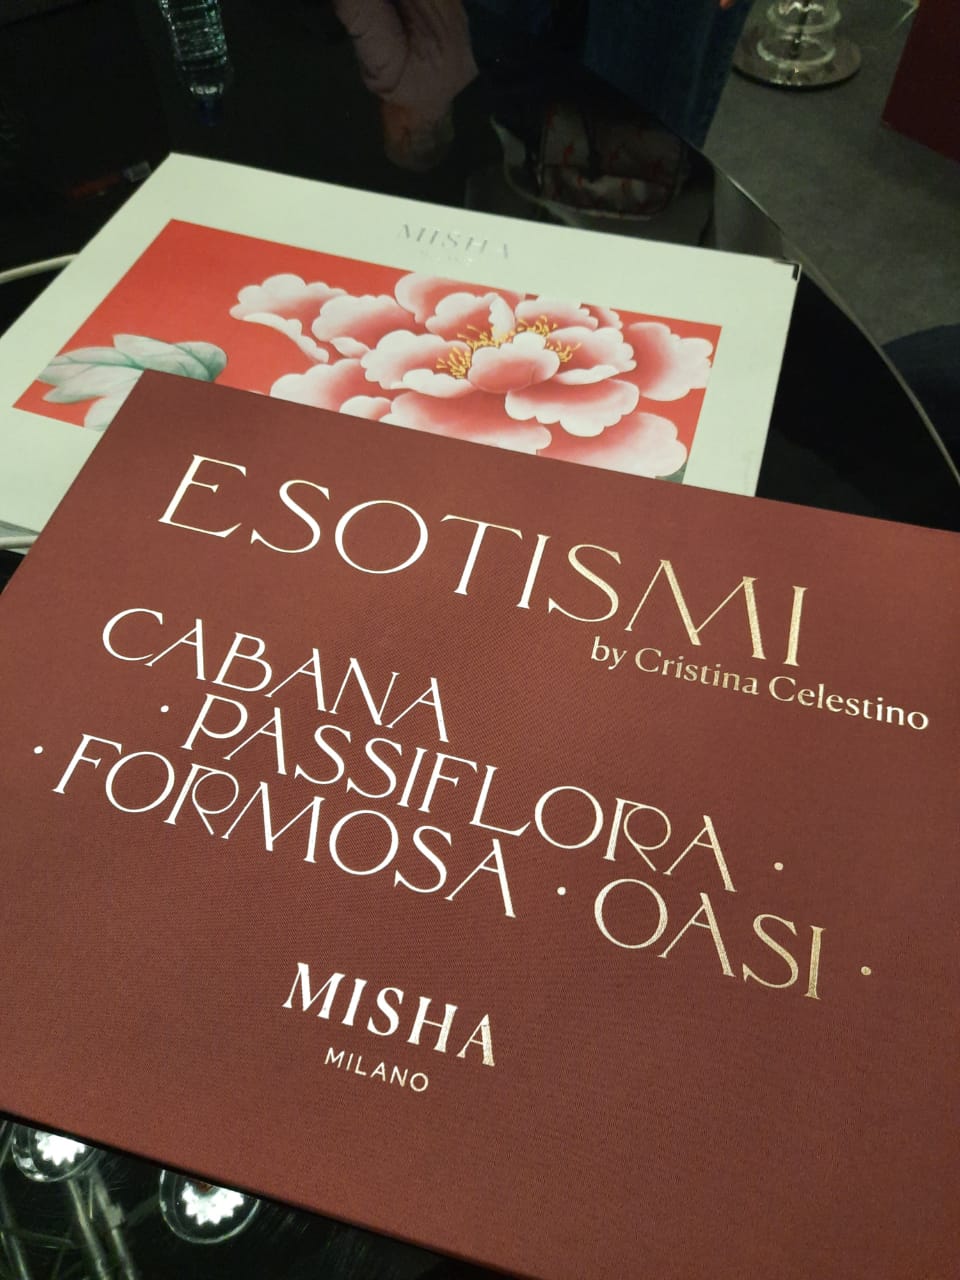 MISHA
ESOTISMI
by Cristina Celestino
CABANA
· PASSIFLORA ·
· FORMOSA · OASI ·
MISHA
MILANO